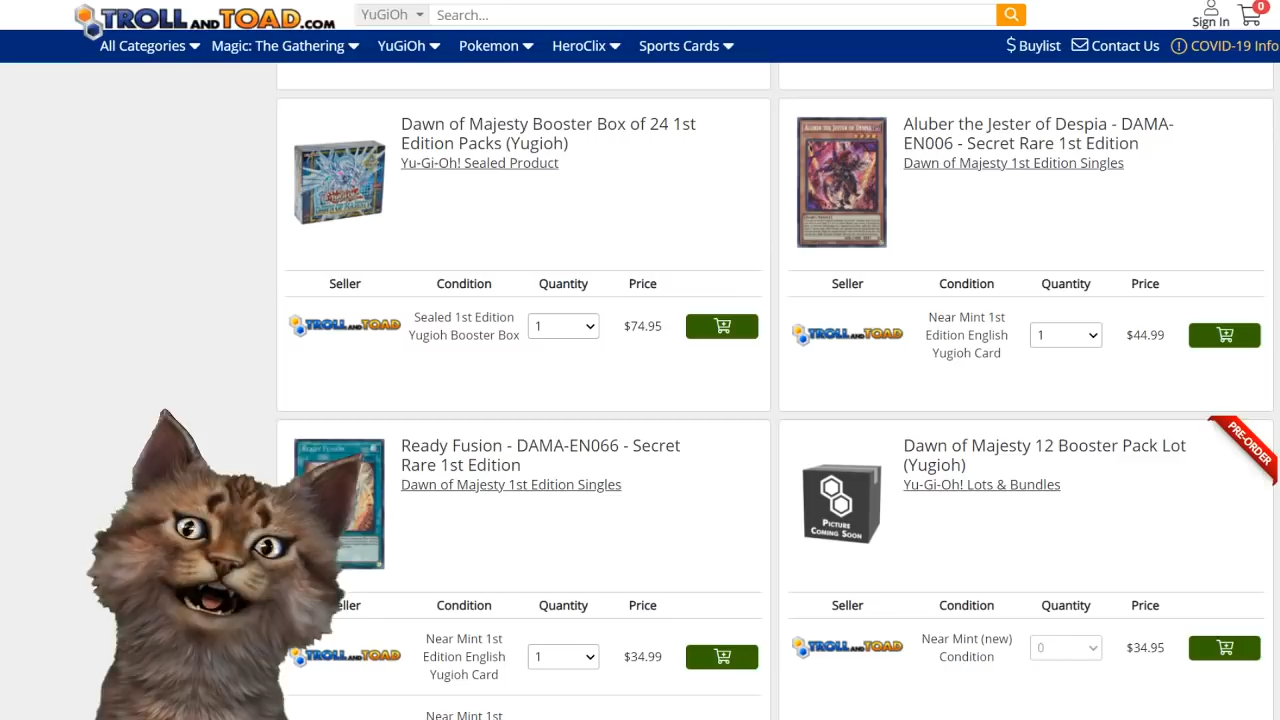 TROLL AND TOAD.COM
YuGiOh
Search...
Sign In
0
All Categories
Magic: The Gathering
YuGiOh
Pokemon
HeroClix
Sports Cards
$ Buylist
Contact Us
COVID-19 Info
Dawn of Majesty Booster Box of 24 1st
Edition Packs (Yugioh)
Yu-Gi-Oh! Sealed Product
Seller Condition Quantity Price
TROLL AND TOAD
Sealed 1st Edition
Yugioh Booster Box
1
$74.95
Aluber the Jester of Despia - DAMA-
EN006 - Secret Rare 1st Edition
Dawn of Majesty 1st Edition Singles
Seller Condition Quantity Price
TROLL AND TOAD
Near Mint 1st
Edition English
Yugioh Card
1
$44.99
READY FUSION
Ready Fusion - DAMA-EN066 - Secret
Rare 1st Edition
Dawn of Majesty 1st Edition Singles
eller Condition Quantity Price
TROLL AND TOAD
Near Mint 1st
Edition English
Yugioh Card
1
$34.99
Near Mint 1st
PRE-ORDER
PICTURE
COMING SOON
Dawn of Majesty 12 Booster Pack Lot
(Yugioh)
Yu-Gi-Oh! Lots & Bundles
Seller Condition Quantity Price
TROLL AND TOAD
Near Mint (new)
Condition
0
$34.95